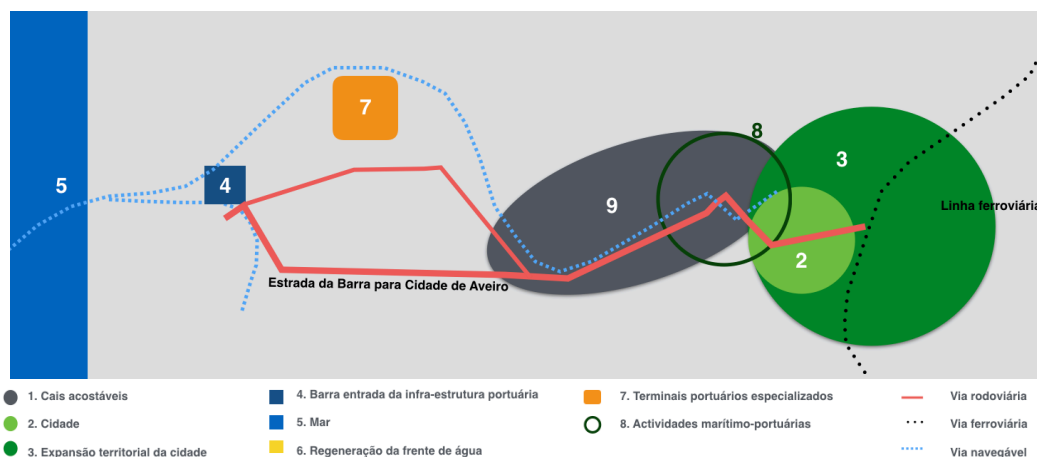 7
8
3
5
4
9
Linha ferroviária
2
Estrada da Barra para Cidade de Aveiro
1. Cais acostáveis
2. Cidade
3. Expansão territorial da cidade
4. Barra entrada da infra-estrutura portuária
5. Mar
6. Regeneração da frente de água
7. Terminais portuários especializados
8. Actividades marítimo-portuárias
Via rodoviária
Via ferroviária
Via navegável